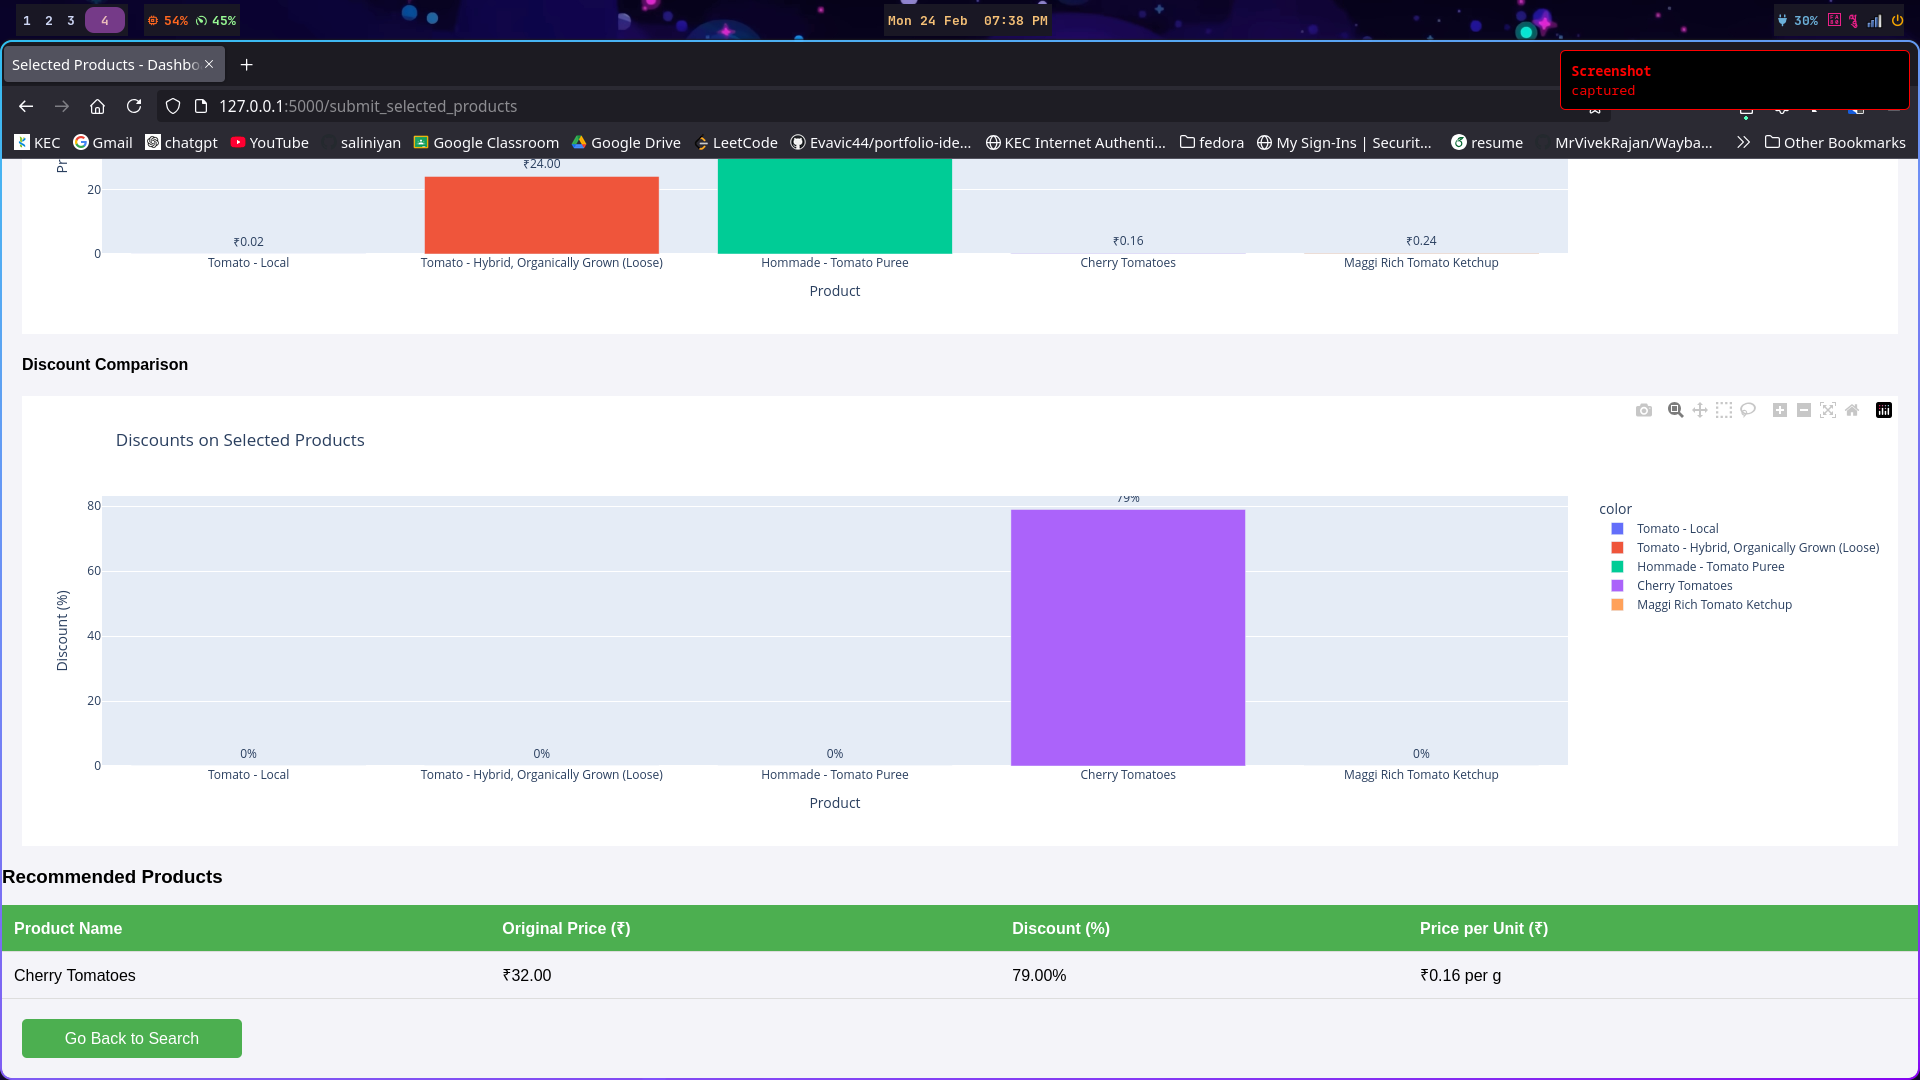 1 2 3 4 54% 45% Mon 24 Feb 07:38 PM 30%
Selected Products - Dashbo
Screenshot
captured
127.0.0.1:5000/submit_selected_products
KEC Gmail chatgpt YouTube saliniyan Google Classroom Google Drive LeetCode Evavic44/portfolio-ide... KEC Internet Authenti... fedora My Sign-Ins | Securit... resume MrVivekRajan/Wayba... Other Bookmarks
Pr
₹24.00
20
₹0.02 ₹0.16 ₹0.24
0
Tomato - Local Tomato - Hybrid, Organically Grown (Loose) Hommade - Tomato Puree Cherry Tomatoes Maggi Rich Tomato Ketchup
Product
Discount Comparison
Discounts on Selected Products
79%
80
60
40
20
0
Discount (%)
0% 0% 0% 0%
Tomato - Local Tomato - Hybrid, Organically Grown (Loose) Hommade - Tomato Puree Cherry Tomatoes Maggi Rich Tomato Ketchup
Product
color
Tomato - Local
Tomato - Hybrid, Organically Grown (Loose)
Hommade - Tomato Puree
Cherry Tomatoes
Maggi Rich Tomato Ketchup
Recommended Products
Product Name Original Price (₹) Discount (%) Price per Unit (₹)
Cherry Tomatoes ₹32.00 79.00% ₹0.16 per g
Go Back to Search